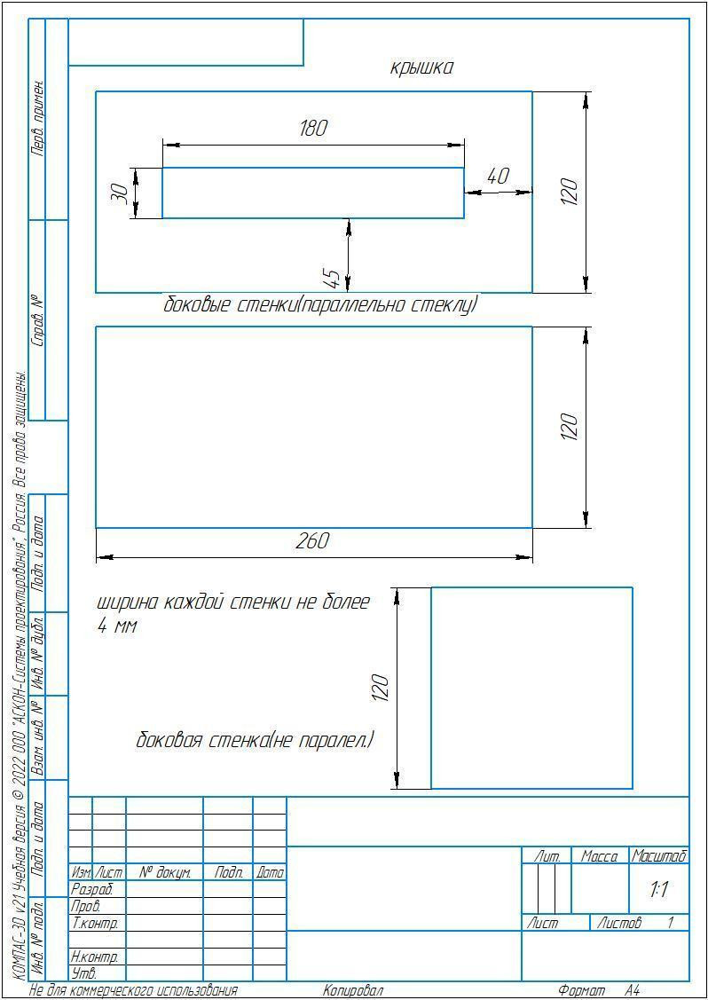 крышка
180
30
40
120
45
боковые стенки(параллельно стеклу)
120
260
ширина каждой стенки не более
4 мм
120
боковая стенка(не паралел.)
Перв. примен.
Справ. №
Подп. и дата
Инв. № дубл.
Взам. инв. №
Подп. и дата
Инв. № подл.
КОМПАС-3D v21 Учебная версия © 2022 ООО "АСКОН-Системы проектирования", Россия. Все права защищены.
Изм. Лист № докум. Подп. Дата
Разраб.
Пров.
Т.контр.
Н.контр.
Утв.
Лит. Масса Масштаб
1:1
Лист Листов 1
Не для коммерческого использования Копировал Формат А4